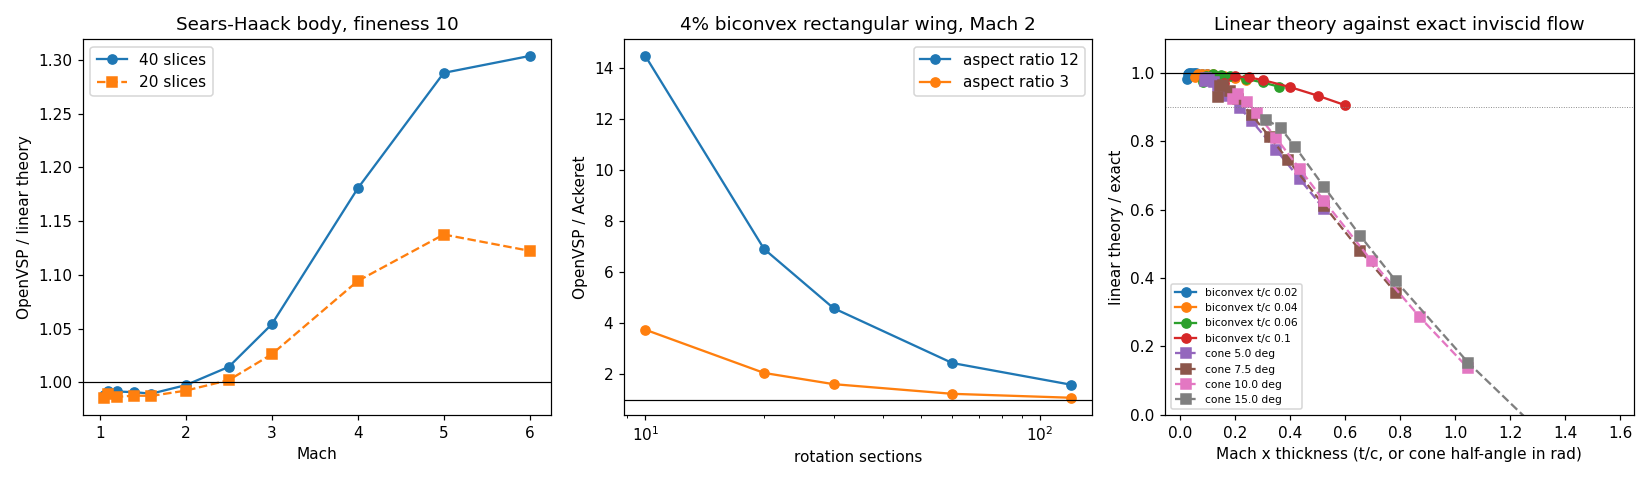 Sears-Haack body, fineness 10
OpenVSP / linear theory
1.30
1.25
1.20
1.15
1.10
1.05
1.00
40 slices
20 slices
1
2
3
4
5
6
Mach
4% biconvex rectangular wing, Mach 2
OpenVSP / Ackeret
14
12
10
8
6
4
2
aspect ratio 12
aspect ratio 3
10¹
10²
rotation sections
Linear theory against exact inviscid flow
linear theory / exact
1.0
0.8
0.6
0.4
0.2
0.0
biconvex t/c 0.02
biconvex t/c 0.04
biconvex t/c 0.06
biconvex t/c 0.1
cone 5.0 deg
cone 7.5 deg
cone 10.0 deg
cone 15.0 deg
0.0
0.2
0.4
0.6
0.8
1.0
1.2
1.4
1.6
Mach x thickness (t/c, or cone half-angle in rad)